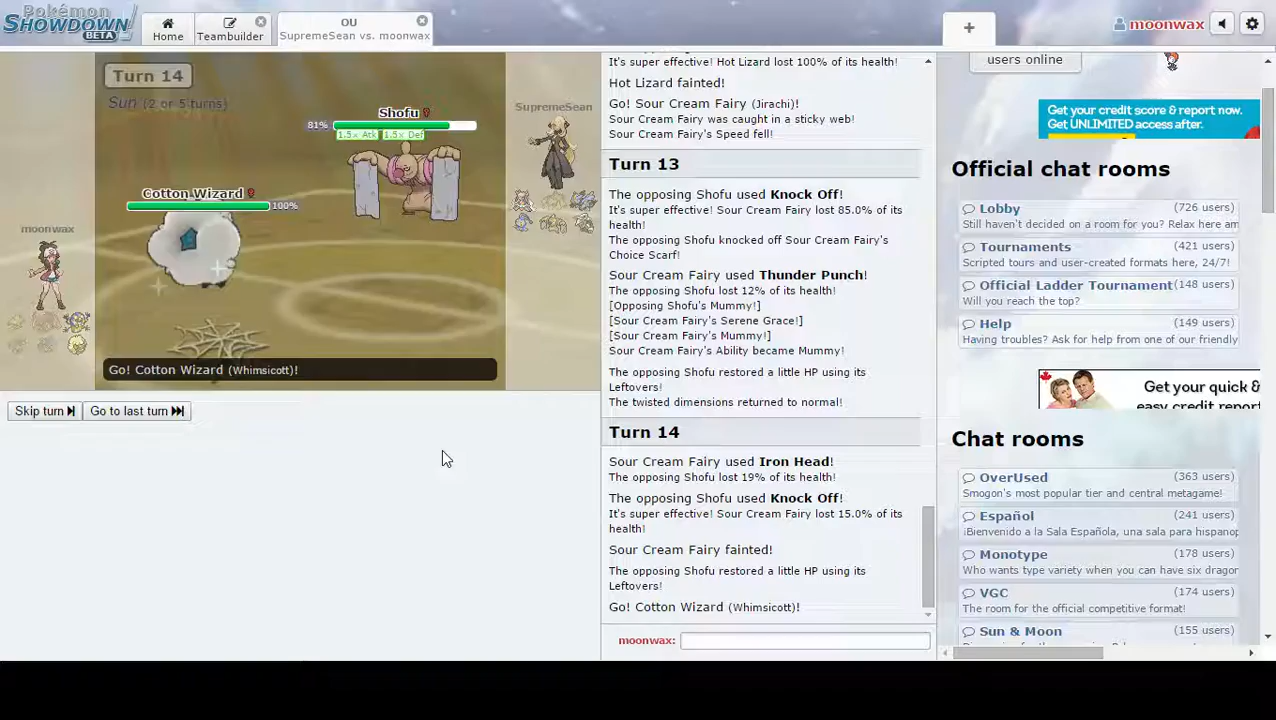 Pokémon
SHOWDOWN
BETA
Home
Teambuilder
OU
SupremeSean vs. moonwax
+
moonwax
Turn 14
Sun (2 or 5 turns)
Shofu
81%
1.5× Atk 1.5× Def
Cotton Wizard
100%
moonwax
SupremeSean
Go! Cotton Wizard (Whimsicott)!
Skip turn
Go to last turn
It's super effective! Hot Lizard lost 100% of its health!
Hot Lizard fainted!
Go! Sour Cream Fairy (Jirachi)!
Sour Cream Fairy was caught in a sticky web!
Sour Cream Fairy's Speed fell!
Turn 13
The opposing Shofu used Knock Off!
It's super effective! Sour Cream Fairy lost 85.0% of its
health!
The opposing Shofu knocked off Sour Cream Fairy's
Choice Scarf!
Sour Cream Fairy used Thunder Punch!
The opposing Shofu lost 12% of its health!
[Opposing Shofu's Mummy!]
[Sour Cream Fairy's Serene Grace!]
[Sour Cream Fairy's Mummy!]
Sour Cream Fairy's Ability became Mummy!
The opposing Shofu restored a little HP using its
Leftovers!
The twisted dimensions returned to normal!
Turn 14
Sour Cream Fairy used Iron Head!
The opposing Shofu lost 19% of its health!
The opposing Shofu used Knock Off!
It's super effective! Sour Cream Fairy lost 15.0% of its
health!
Sour Cream Fairy fainted!
The opposing Shofu restored a little HP using its
Leftovers!
Go! Cotton Wizard (Whimsicott)!
moonwax:
users online
Get your credit score & report now.
Get UNLIMITED access after.
Official chat rooms
Lobby (726 users)
Still haven't decided on a room for you? Relax here am
Tournaments (421 users)
Scripted tours and user-created formats here, 24/7!
Official Ladder Tournament (148 users)
Will you reach the top?
Help (149 users)
Having troubles? Ask for help from one of our friendly
Get your quick &
easy credit report
Chat rooms
OverUsed (363 users)
Smogon's most popular tier and central metagame!
Español (241 users)
¡Bienvenido a la Sala Española, una sala para hispanop
Monotype (178 users)
Who wants type variety when you can have six dragon
VGC (174 users)
The room for the official competitive format!
Sun & Moon (155 users)